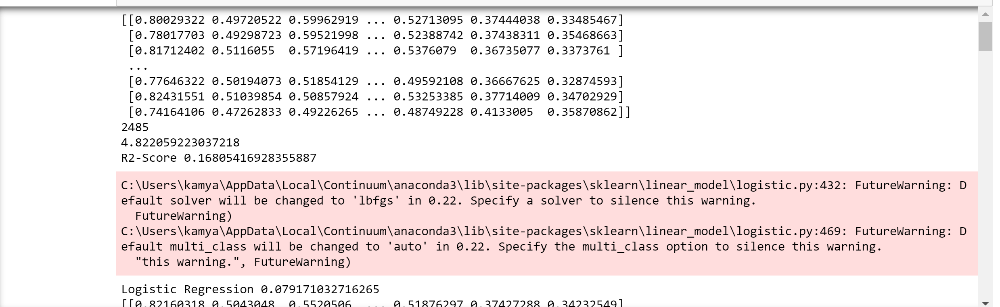 [[0.80029322 0.49720522 0.59962919 ... 0.52713095 0.37444038 0.33485467]
 [0.78017703 0.49298723 0.59521998 ... 0.52388742 0.37438311 0.35468663]
 [0.81712402 0.5116055  0.57196419 ... 0.5376079  0.36735077 0.3373761 ]
 ...
 [0.77646322 0.50194073 0.51854129 ... 0.49592108 0.36667625 0.32874593]
 [0.82431551 0.51039854 0.50857924 ... 0.53253385 0.37714009 0.34702929]
 [0.74164106 0.47262833 0.49226265 ... 0.48749228 0.4133005  0.35870862]]
2485
4.822059223037218
R2-Score 0.16805416928355887
C:\Users\kamya\AppData\Local\Continuum\anaconda3\lib\site-packages\sklearn\linear_model\logistic.py:432: FutureWarning: D
efault solver will be changed to 'lbfgs' in 0.22. Specify a solver to silence this warning.
  FutureWarning)
C:\Users\kamya\AppData\Local\Continuum\anaconda3\lib\site-packages\sklearn\linear_model\logistic.py:469: FutureWarning: D
efault multi_class will be changed to 'auto' in 0.22. Specify the multi_class option to silence this warning.
  "this warning.", FutureWarning)
Logistic Regression 0.079171032716265
[[0.82160318 0.5043048  0.5520506  ... 0.51876297 0.37427288 0.34232549]